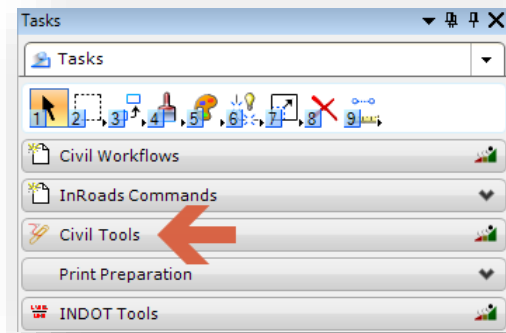 Tasks
Tasks
1 2 3 4 5 6 7 8 9
Civil Workflows
InRoads Commands
Civil Tools
Print Preparation
INDOT Tools